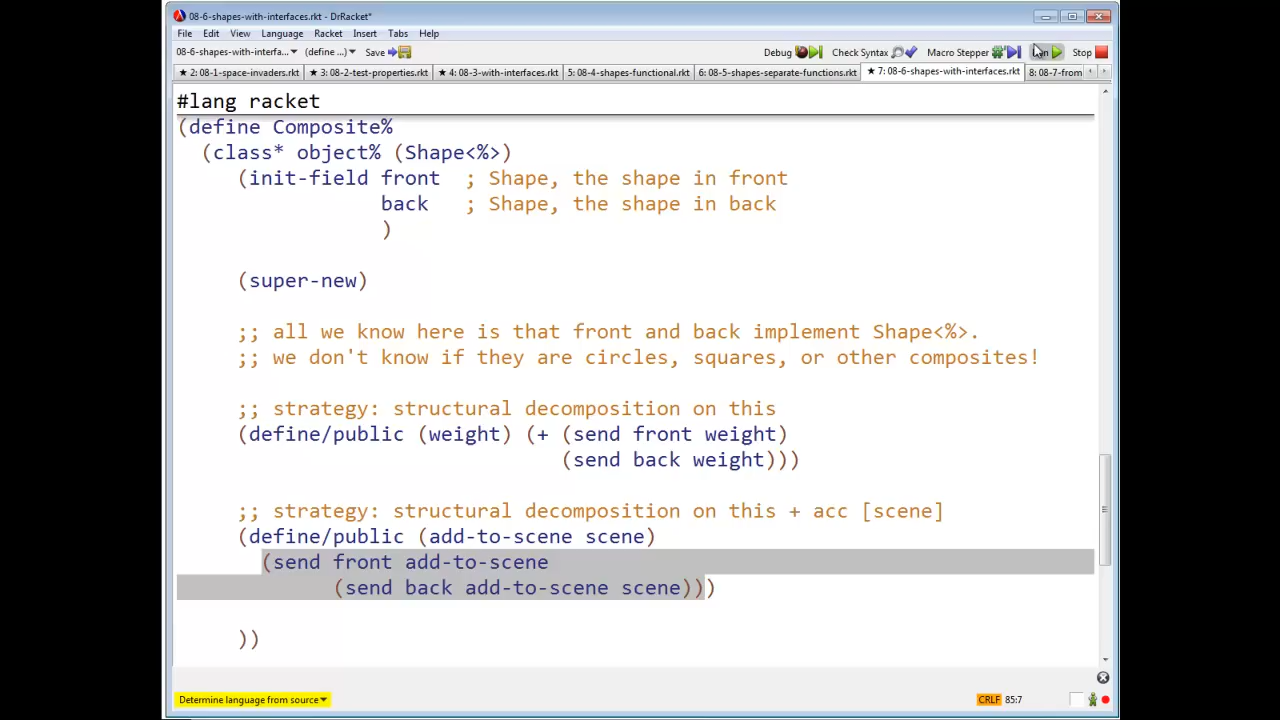 08-6-shapes-with-interfaces.rkt - DrRacket*
File Edit View Language Racket Insert Tabs Help
08-6-shapes-with-interfa... (define ...) Save Debug Check Syntax Macro Stepper Stop
★ 2: 08-1-space-invaders.rkt ★ 3: 08-2-test-properties.rkt ★ 4: 08-3-with-interfaces.rkt 5: 08-4-shapes-functional.rkt 6: 08-5-shapes-separate-functions.rkt ★ 7: 08-6-shapes-with-interfaces.rkt 8: 08-7-from
#lang racket
(define Composite%
(class* object% (Shape<%>)
(init-field front ; Shape, the shape in front
back ; Shape, the shape in back
)
(super-new)
;; all we know here is that front and back implement Shape<%>.
;; we don't know if they are circles, squares, or other composites!
;; strategy: structural decomposition on this
(define/public (weight) (+ (send front weight)
(send back weight)))
;; strategy: structural decomposition on this + acc [scene]
(define/public (add-to-scene scene)
(send front add-to-scene
(send back add-to-scene scene)))
))
Determine language from source CRLF 85:7